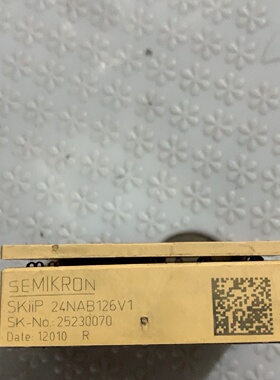 SEMIKRON
SKiiP 24NAB126V1
SK-No.: 25230070
Date: 12010 R